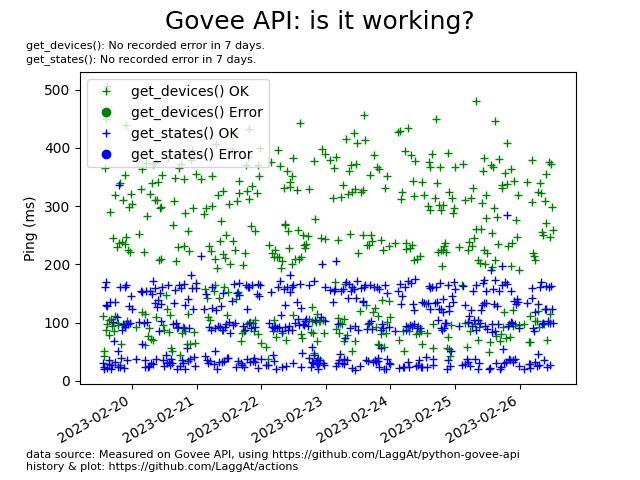 Govee API: is it working?
get_devices(): No recorded error in 7 days.
get_states(): No recorded error in 7 days.
get_devices() OK
get_devices() Error
get_states() OK
get_states() Error
Ping (ms)
500
400
300
200
100
0
2023-02-20
2023-02-21
2023-02-22
2023-02-23
2023-02-24
2023-02-25
2023-02-26
data source: Measured on Govee API, using https://github.com/LaggAt/python-govee-api
history & plot: https://github.com/LaggAt/actions